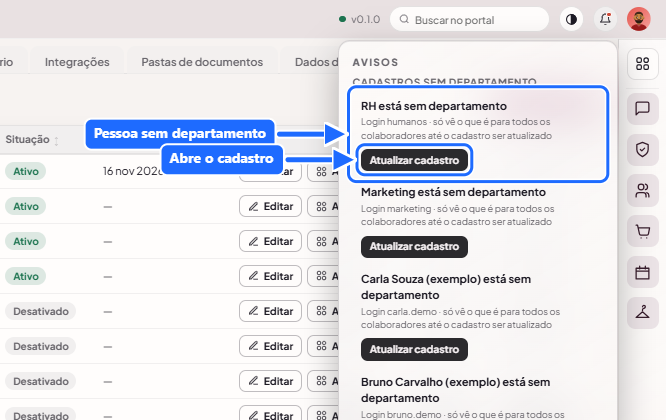 v0.1.0
Buscar no portal
Integrações
Pastas de documentos
AVISOS
CADASTROS SEM DEPARTAMENTO
RH está sem departamento
Login humanos · só vê o que é para todos os
colaboradores até o cadastro ser atualizado
Atualizar cadastro
Marketing está sem departamento
Login marketing · só vê o que é para todos os
colaboradores até o cadastro ser atualizado
Atualizar cadastro
Carla Souza (exemplo) está sem
departamento
Login carla.demo · só vê o que é para todos os
colaboradores até o cadastro ser atualizado
Atualizar cadastro
Bruno Carvalho (exemplo) está sem
departamento
Login bruno.demo · só vê o que é para todos os
Pessoa sem departamento
Abre o cadastro
Situação
Ativo 16 nov 2026
Ativo — Editar
Ativo — Editar
Ativo — Editar
Desativado — Editar
Desativado — Editar
Desativado — Editar
Desativado — Editar